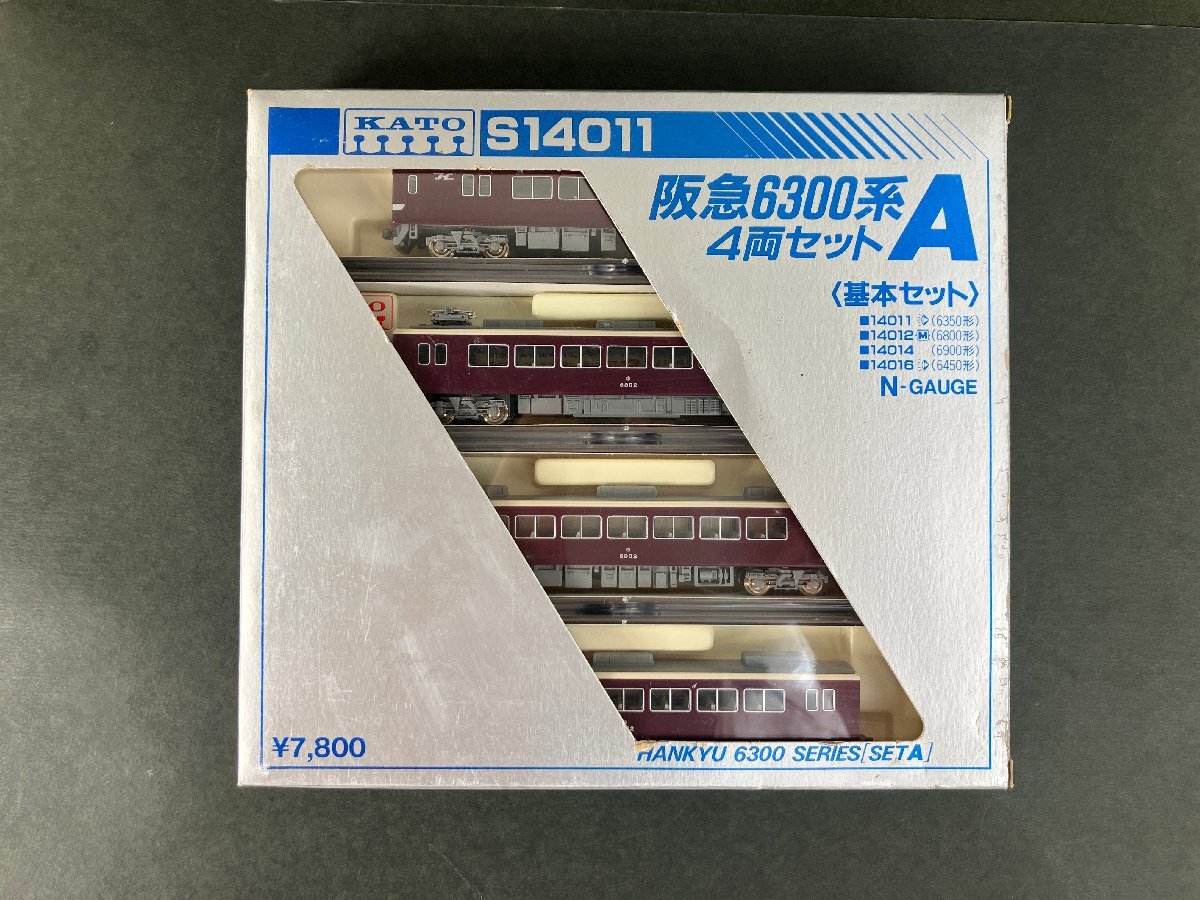 KATO S14011
阪急6300系 A
4両セット
〈基本セット〉
■14011 (6350形)
■14012 M (6800形)
■14014 (6900形)
■14016 (6450形)
N-GAUGE
6802
6902
¥7,800
HANKYU 6300 SERIES[SET A]